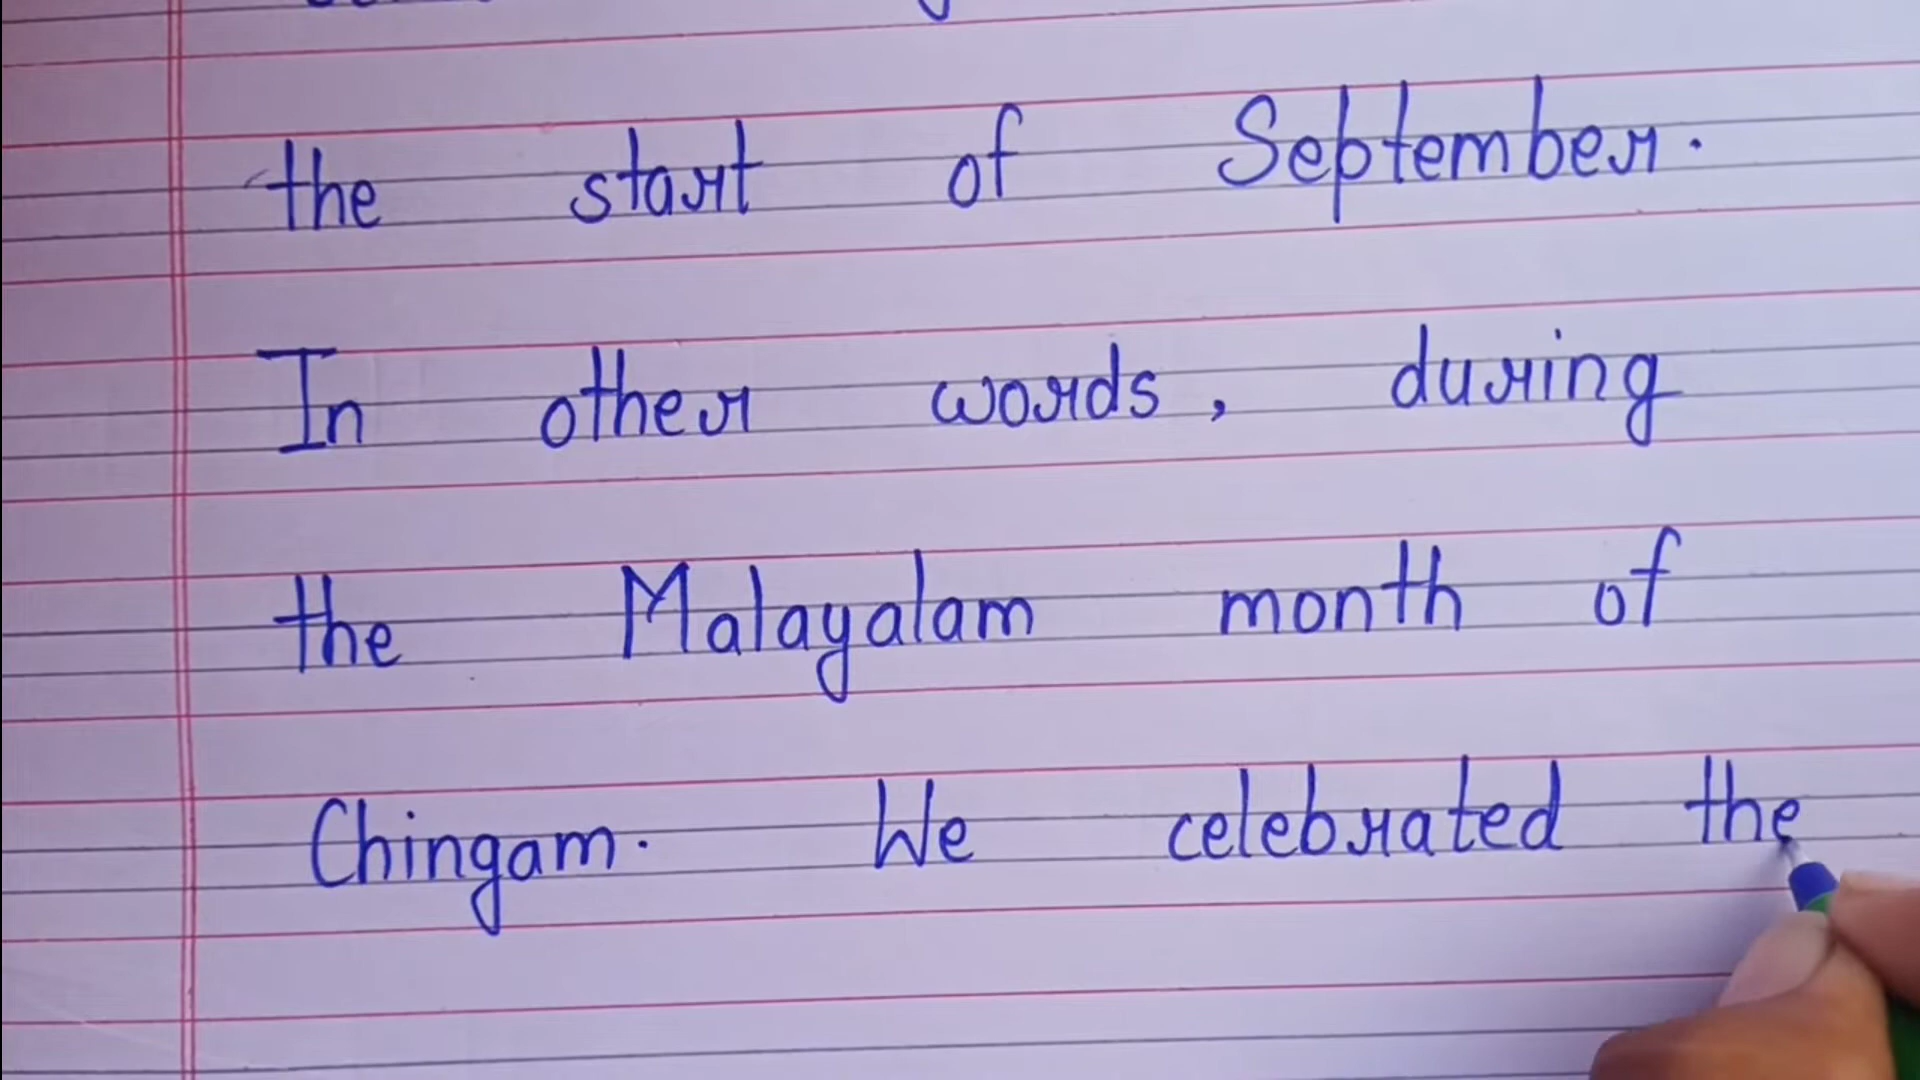 the start of September.
In other words, during
the Malayalam month of
Chingam. We celebrated the